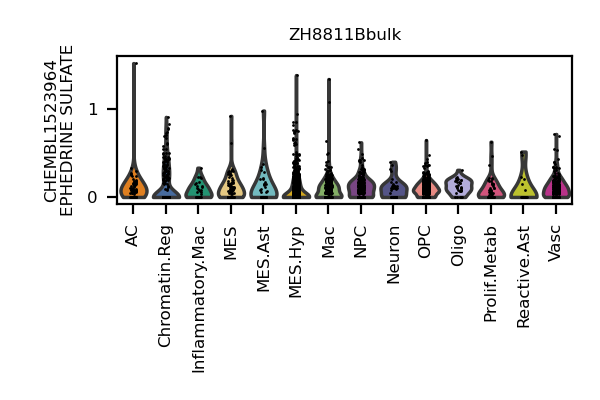 ZH8811Bbulk
CHEMBL1523964
EPHEDRINE SULFATE
1
0
AC
Chromatin.Reg
Inflammatory.Mac
MES
MES.Ast
MES.Hyp
Mac
NPC
Neuron
OPC
Oligo
Prolif.Metab
Reactive.Ast
Vasc